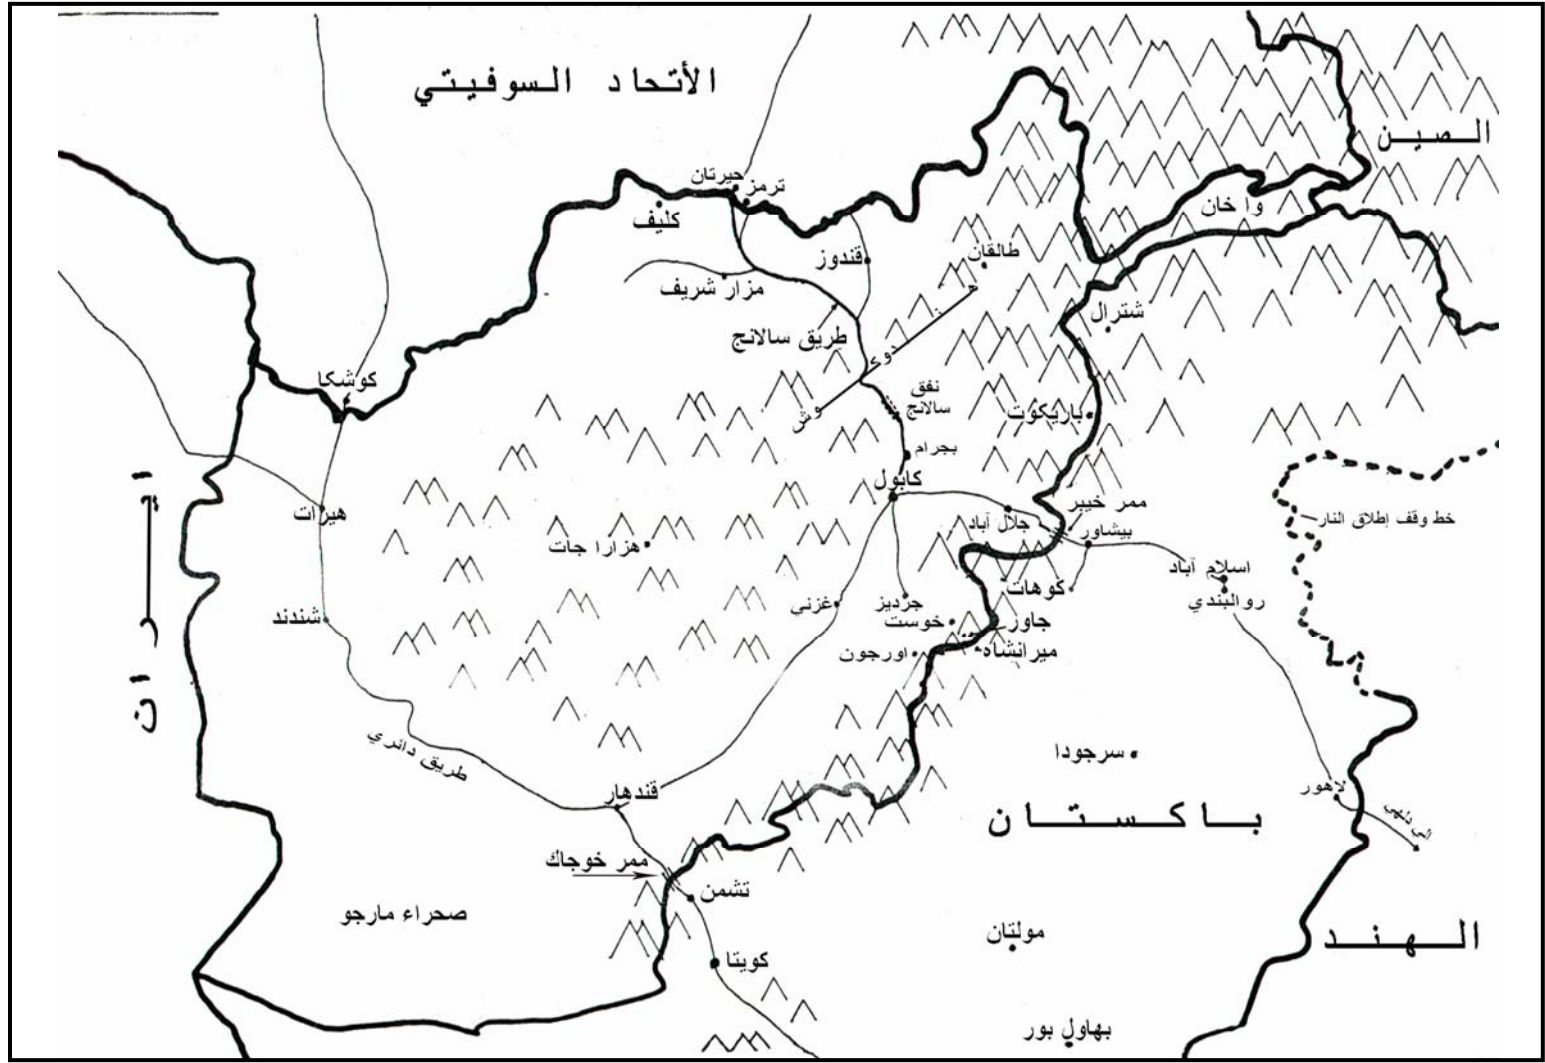 الأتحاد السوفيتي
الصين
حيرتان
ترمز
كليف
واخان
طالقان
قندوز
مزار شريف
شترال
طريق سالانج
كوشكا
نفق
سالانج
باريكوت
بجرام
كابول
ايران
هيرات
ممر خيبر
جلال آباد
بيشاور
خط وقف إطلاق النار
هزارا جات
اسلام آباد
روالبندي
كوهات
غزني
جرديز
شندند
خوست
جاور
اورجون
ميرانشاه
طريق دائري
سرجودا
قندهار
لاهور
الي دلهي
باكستان
ممر خوجاك
تشمن
صحراء مارجو
مولتان
الهند
كويتا
بهاول بور